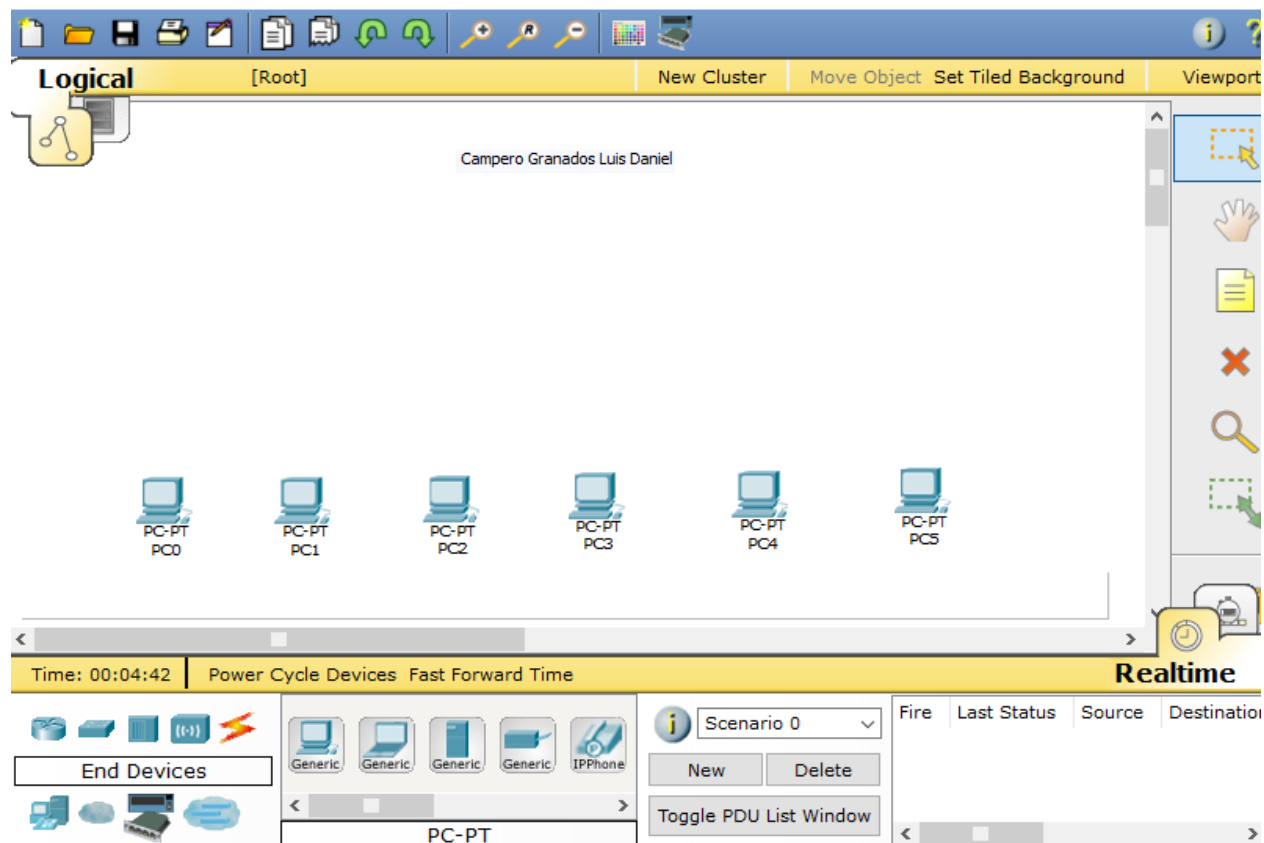 Logical [Root] New Cluster Move Object Set Tiled Background Viewport
Campero Granados Luis Daniel
PC-PT PC-PT PC-PT PC-PT PC-PT PC-PT
PC0 PC1 PC2 PC3 PC4 PC5
Time: 00:04:42 Power Cycle Devices Fast Forward Time Realtime
Fire Last Status Source Destination
Scenario 0
End Devices
Generic Generic Generic Generic IPPhone
New Delete
Toggle PDU List Window
PC-PT